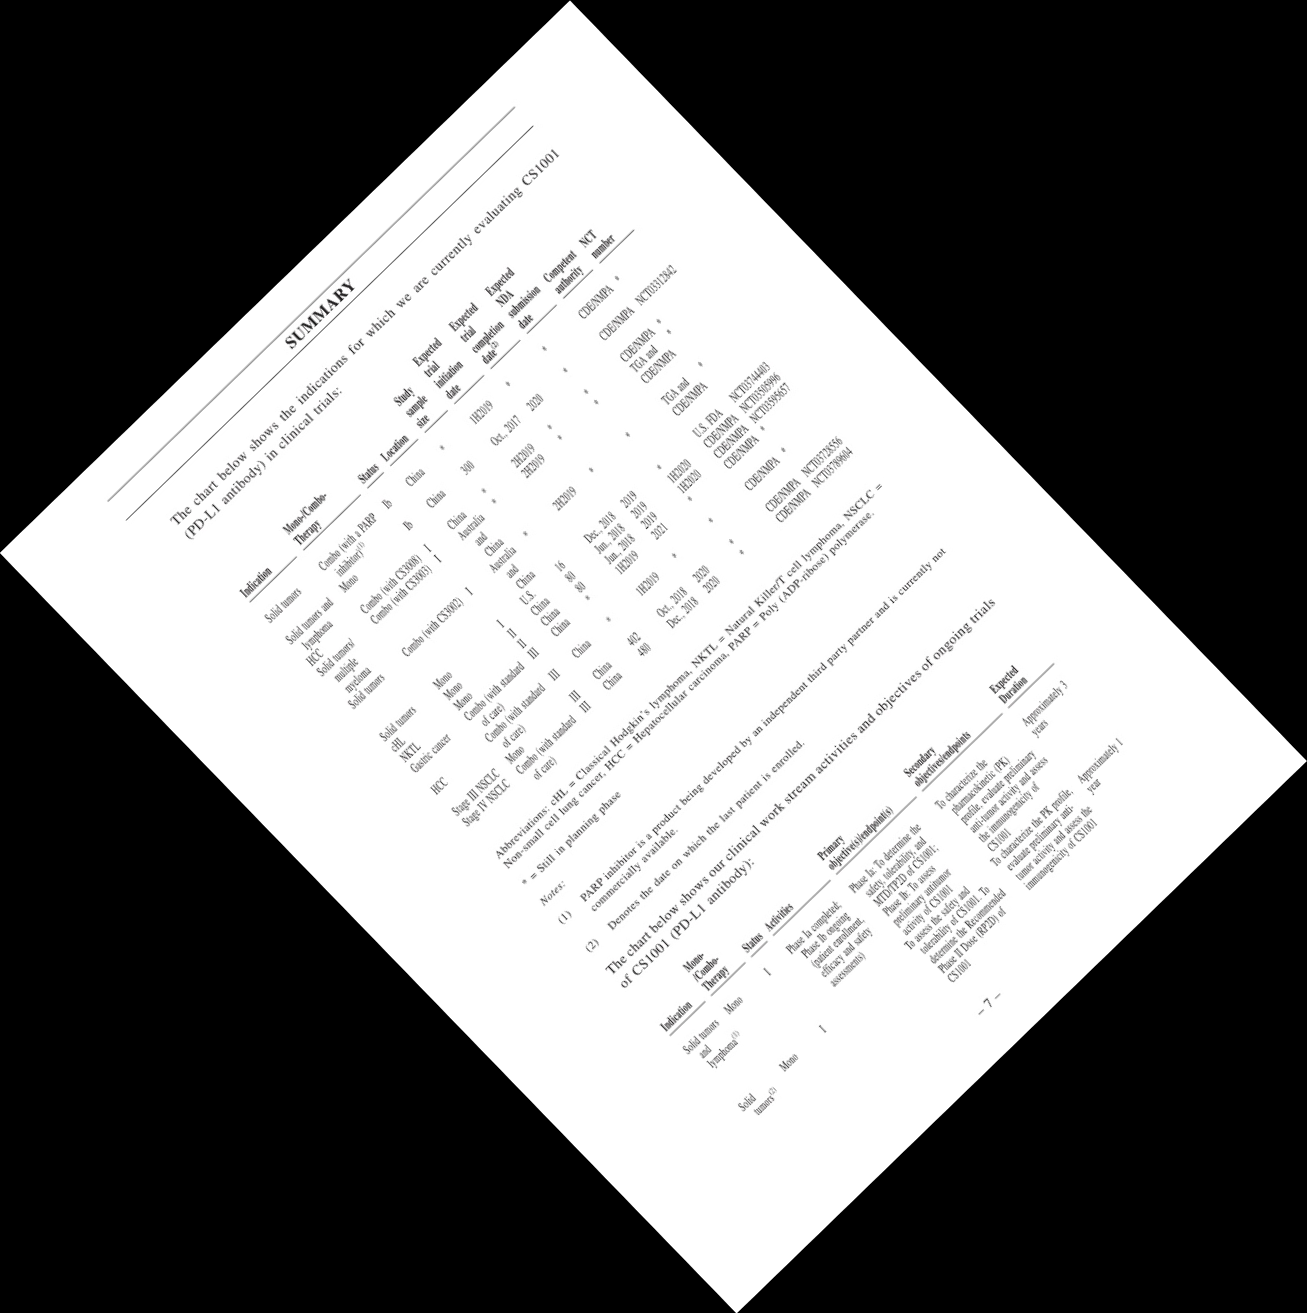 SUMMARY
The chart below shows the indications for which we are currently evaluating CS1001
(PD-L1 antibody) in clinical trials:
Expected
Expected Expected NDA
Study trial trial
Mono-/Combo- sample initiation completion submission Competent NCT
Indication Therapy Status Location size date date(2) date authority number
Solid tumors Combo (with a PARP Ib China * 1H2019 * * CDE/NMPA *
inhibitor)(1)
Solid tumors and Mono Ib China 300 Oct., 2017 2020 * CDE/NMPA NCT03312842
lymphoma
HCC Combo (with CS3008) I China * 2H2019 * * CDE/NMPA *
Solid tumors/ Combo (with CS3003) I Australia * 2H2019 * * TGA and *
multiple and CDE/NMPA
myeloma China
Solid tumors Combo (with CS3002) I Australia * 2H2019 * * TGA and *
and CDE/NMPA
China
Solid tumors Mono I U.S. 16 Dec., 2018 2019 * U.S. FDA NCT03744403
cHL Mono II China 80 Jun., 2018 2019 1H2020 CDE/NMPA NCT03505996
NKTL Mono II China 80 Jun., 2018 2019 1H2020 CDE/NMPA NCT03595657
Gastric cancer Combo (with standard III China * 1H2019 2021 * CDE/NMPA *
of care)
HCC Combo (with standard III China * 1H2019 * * CDE/NMPA *
of care)
Stage III NSCLC Mono III China 402 Oct., 2018 2020 * CDE/NMPA NCT03728556
Stage IV NSCLC Combo (with standard III China 480 Dec., 2018 2020 * CDE/NMPA NCT03789604
of care)
Abbreviations: cHL = Classical Hodgkin's lymphoma, NKTL = Natural Killer/T cell lymphoma, NSCLC =
Non-small cell lung cancer, HCC = Hepatocellular carcinoma, PARP = Poly (ADP-ribose) polymerase.
* = Still in planning phase
Notes:
(1) PARP inhibitor is a product being developed by an independent third party partner and is currently not
commercially available.
(2) Denotes the date on which the last patient is enrolled.
The chart below shows our clinical work stream activities and objectives of ongoing trials
of CS1001 (PD-L1 antibody):
Mono-
/Combo- Primary Secondary Expected
Indication Therapy Status Activities objective(s)/endpoint(s) objectives/endpoints Duration
Solid tumors Mono I Phase Ia completed; Phase Ia: To determine the To characterize the Approximately 3
and Phase Ib ongoing safety, tolerability, and pharmacokinetic (PK) years
lymphoma(1) (patient enrollment, MTD/TP2D of CS1001; profile, evaluate preliminary
efficacy and safety Phase Ib: To assess anti-tumor activity and assess
assessments) preliminary antitumor the immunogenicity of
activity of CS1001 CS1001
Solid Mono I To assess the safety and To characterize the PK profile, Approximately 1
tumors(2) tolerability of CS1001. To evaluate preliminary anti- year
determine the Recommended tumor activity and assess the
Phase II Dose (RP2D) of immunogenicity of CS1001
CS1001
– 7 –